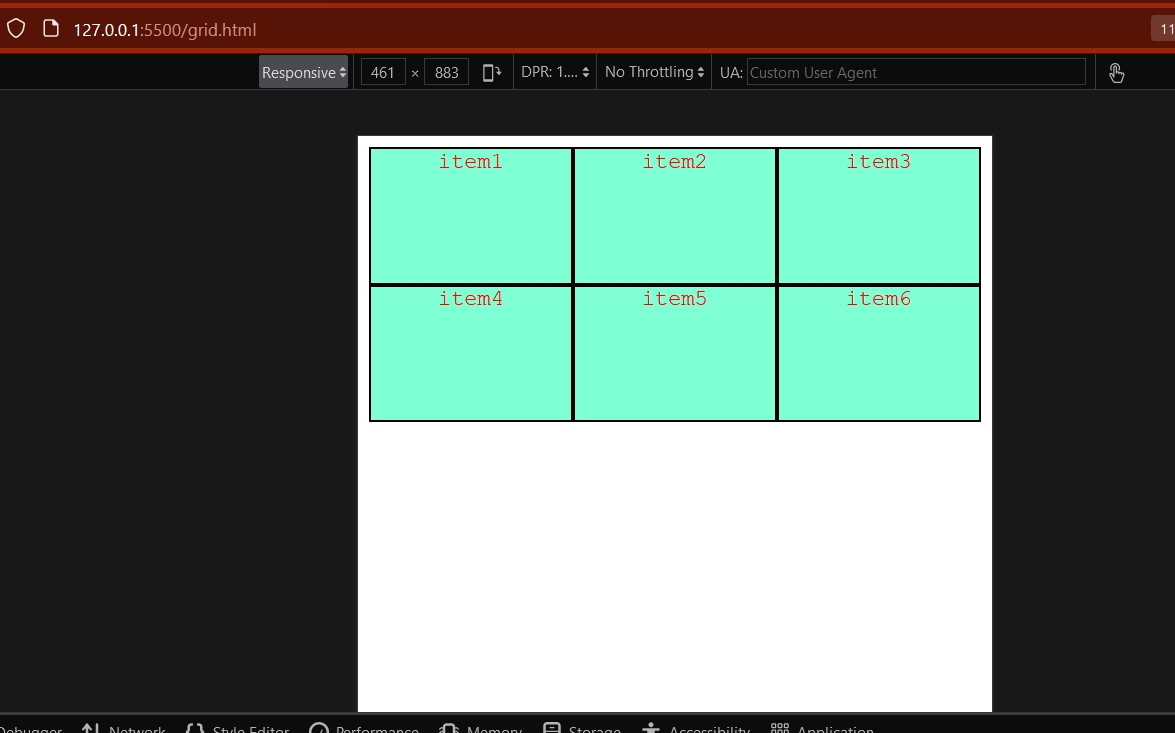 127.0.0.1:5500/grid.html
11
Responsive 461 × 883 DPR: 1.... No Throttling UA: Custom User Agent
item1 item2 item3
item4 item5 item6
Debugger Network Style Editor Performance Memory Storage Accessibility Application